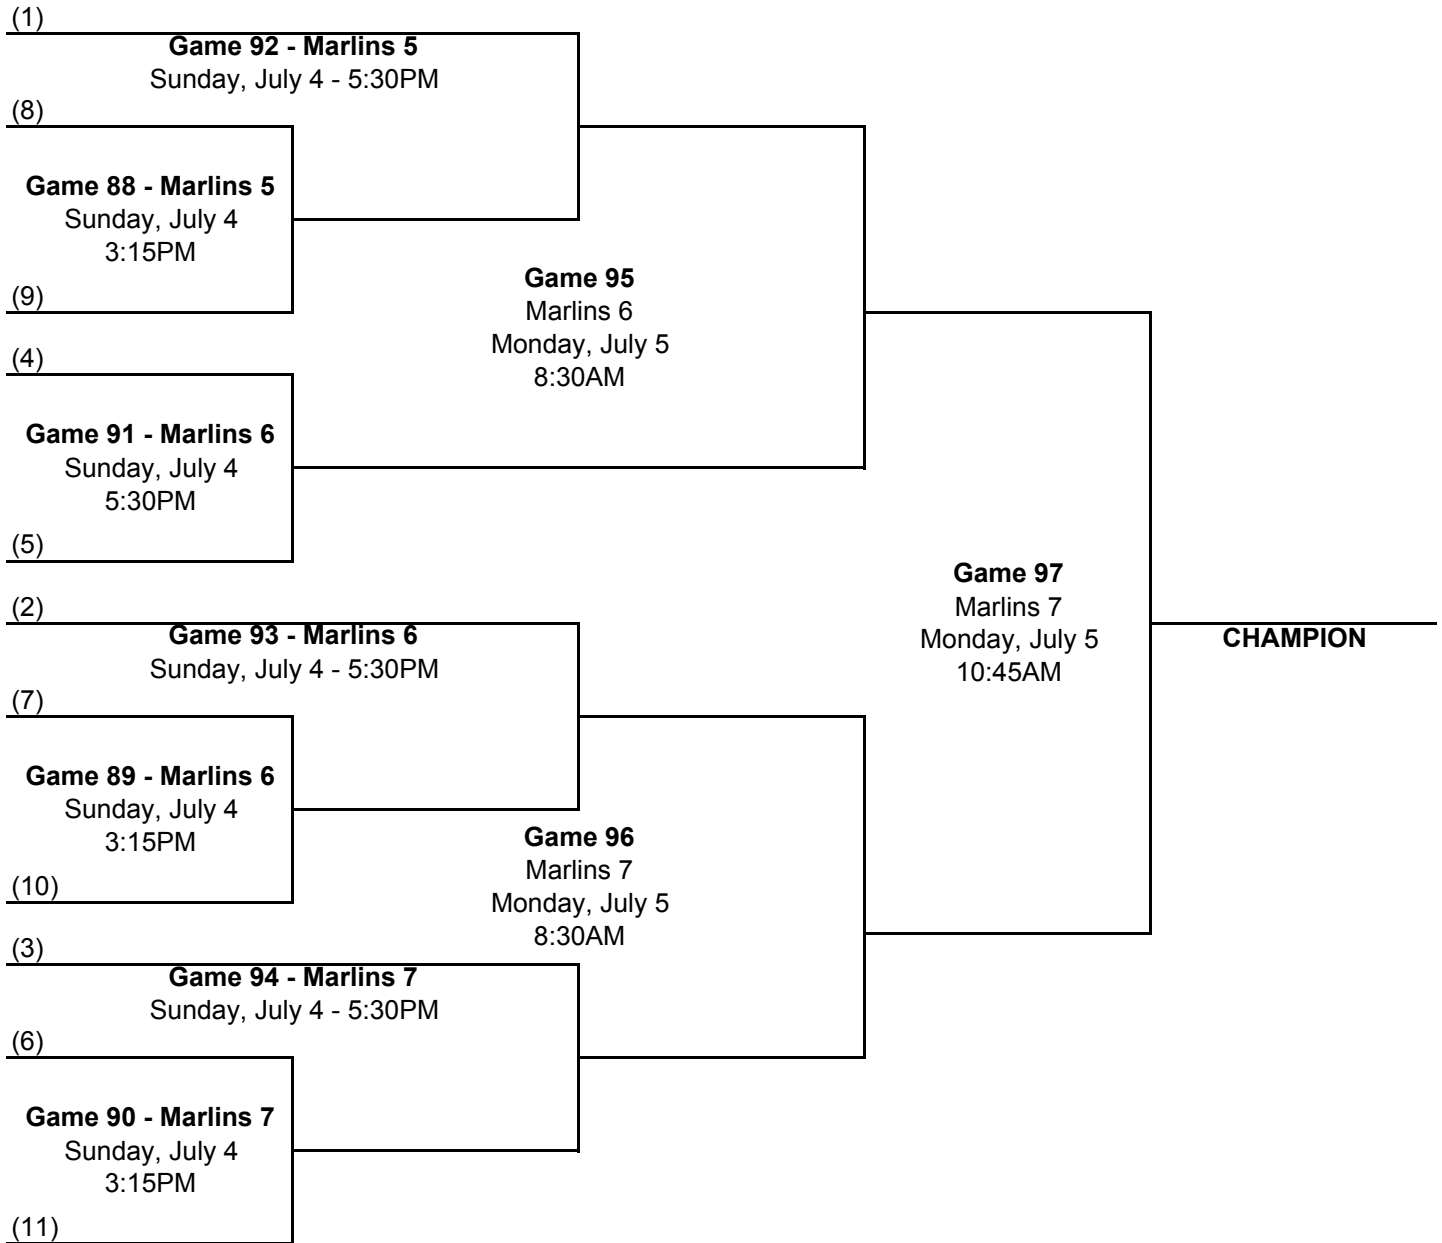 (1)
Game 92 - Marlins 5
Sunday, July 4 - 5:30PM
(8)
Game 88 - Marlins 5
Sunday, July 4
3:15PM
(9)
Game 95
Marlins 6
Monday, July 5
8:30AM
(4)
Game 91 - Marlins 6
Sunday, July 4
5:30PM
(5)
Game 97
Marlins 7
Monday, July 5
10:45AM
CHAMPION
(2)
Game 93 - Marlins 6
Sunday, July 4 - 5:30PM
(7)
Game 89 - Marlins 6
Sunday, July 4
3:15PM
(10)
Game 96
Marlins 7
Monday, July 5
8:30AM
(3)
Game 94 - Marlins 7
Sunday, July 4 - 5:30PM
(6)
Game 90 - Marlins 7
Sunday, July 4
3:15PM
(11)